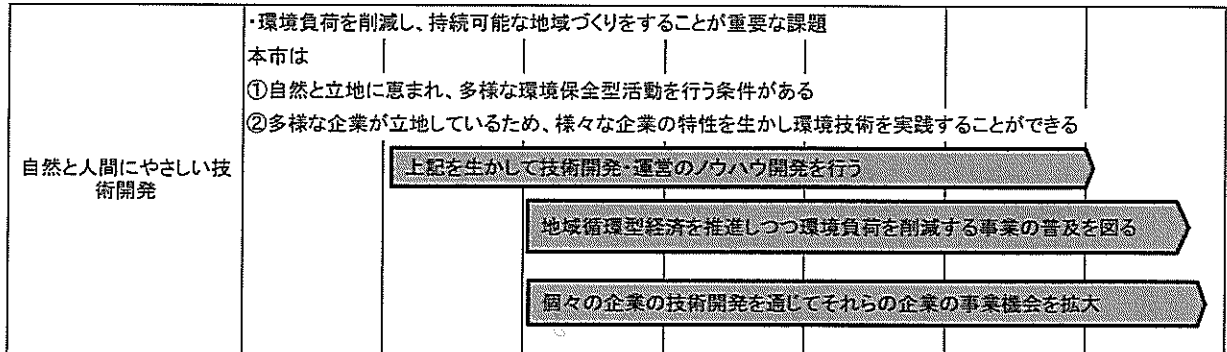 ・環境負荷を削減し、持続可能な地域づくりをすることが重要な課題
本市は
①自然と立地に恵まれ、多様な環境保全型活動を行う条件がある
②多様な企業が立地しているため、様々な企業の特性を生かし環境技術を実践することができる
自然と人間にやさしい技
術開発
上記を生かして技術開発・運営のノウハウ開発を行う
地域循環型経済を推進しつつ環境負荷を削減する事業の普及を図る
個々の企業の技術開発を通じてそれらの企業の事業機会を拡大